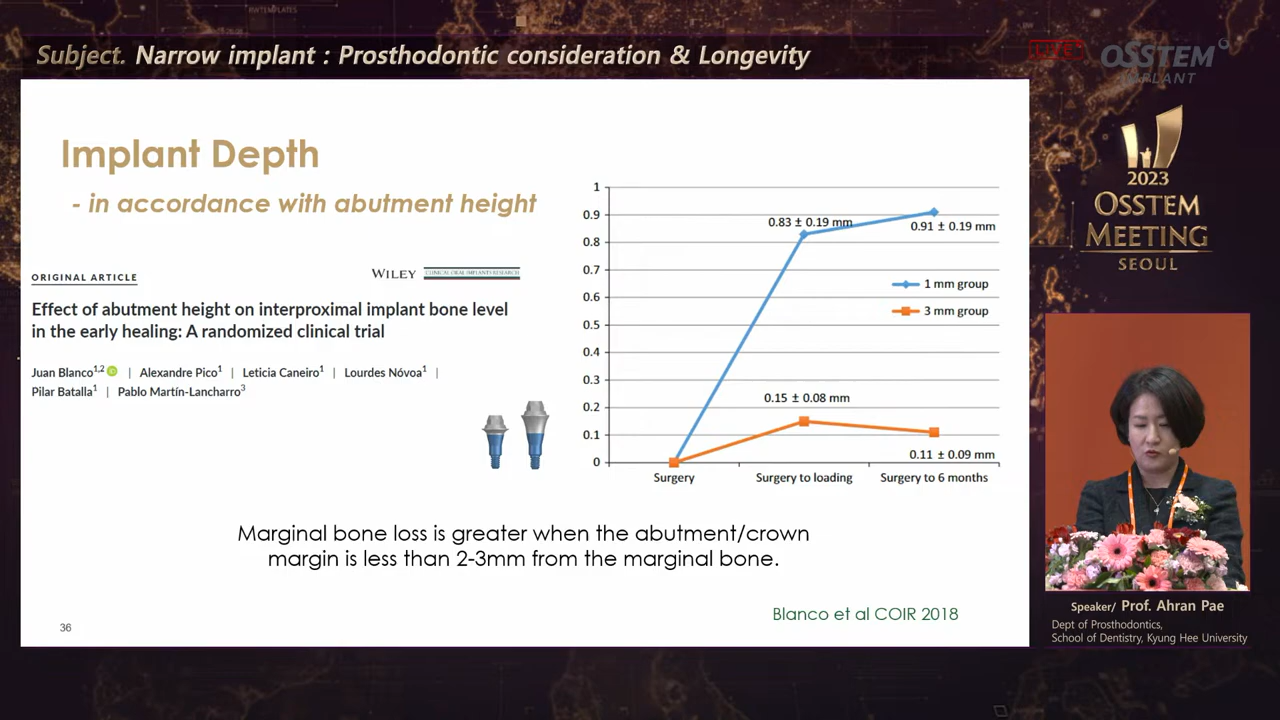 Subject. Narrow implant : Prosthodontic consideration & Longevity
LIVE
OSSTEM
IMPLANT
2023
OSSTEM
MEETING
SEOUL
Implant Depth
- in accordance with abutment height
ORIGINAL ARTICLE
WILEY CLINICAL ORAL IMPLANTS RESEARCH
Effect of abutment height on interproximal implant bone level
in the early healing: A randomized clinical trial
Juan Blanco1,2 | Alexandre Pico1 | Leticia Caneiro1 | Lourdes Nóvoa1 |
Pilar Batalla1 | Pablo Martín-Lancharro3
1
0.9
0.8
0.7
0.6
0.5
0.4
0.3
0.2
0.1
0
0.83 ± 0.19 mm
0.91 ± 0.19 mm
1 mm group
3 mm group
0.15 ± 0.08 mm
0.11 ± 0.09 mm
Surgery
Surgery to loading
Surgery to 6 months
Marginal bone loss is greater when the abutment/crown
margin is less than 2-3mm from the marginal bone.
Blanco et al COIR 2018
36
Speaker/ Prof. Ahran Pae
Dept of Prosthodontics,
School of Dentistry, Kyung Hee University